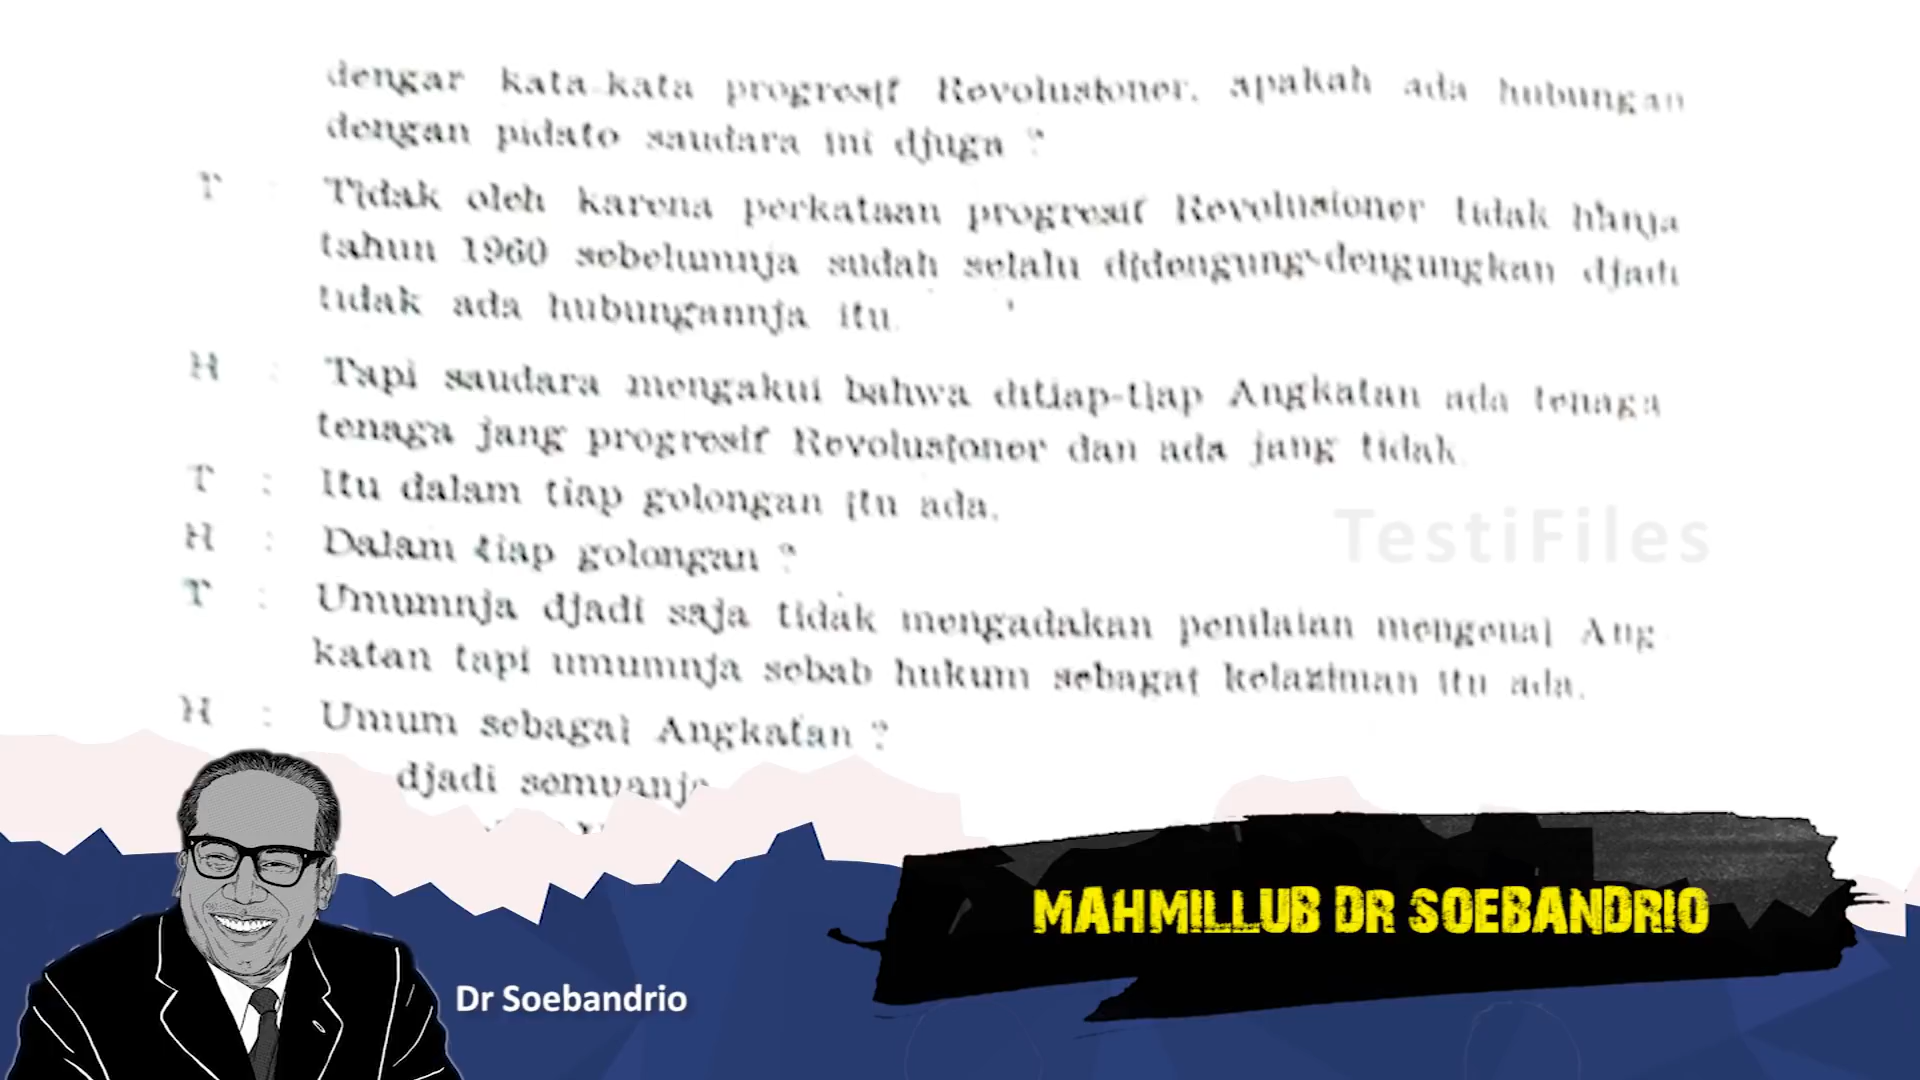 dengar kata-kata progresif Revolusioner, apakah ada hubungan
dengan pidato saudara ini djuga ?
T : Tidak oleh karena perkataan progresif Revolusioner tidak hhnja
tahun 1960 sebelumnja sudah selalu didengung-dengungkan djadi
tidak ada hubungannja itu.
H : Tapi saudara mengakui bahwa ditiap-tiap Angkatan ada tenaga
tenaga jang progresif Revolusioner dan ada jang tidak.
T : Itu dalam tiap golongan itu ada.
H : Dalam tiap golongan ?
T : Umumnja djadi saja tidak mengadakan penilaian mengenai Ang
katan tapi umumnja sebab hukum sebagai kelaziman itu ada.
H : Umum sebagai Angkatan ?
djadi semuanja
TestiFiles
MAHMILLUB DR SOEBANDRIO
Dr Soebandrio